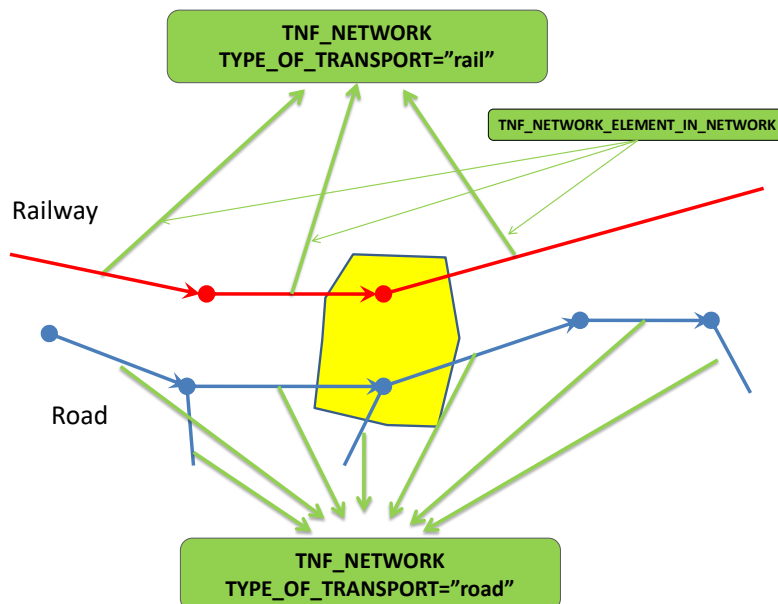 TNF_NETWORK
TYPE_OF_TRANSPORT=”rail”
TNF_NETWORK_ELEMENT_IN_NETWORK
Railway
Road
TNF_NETWORK
TYPE_OF_TRANSPORT=”road”